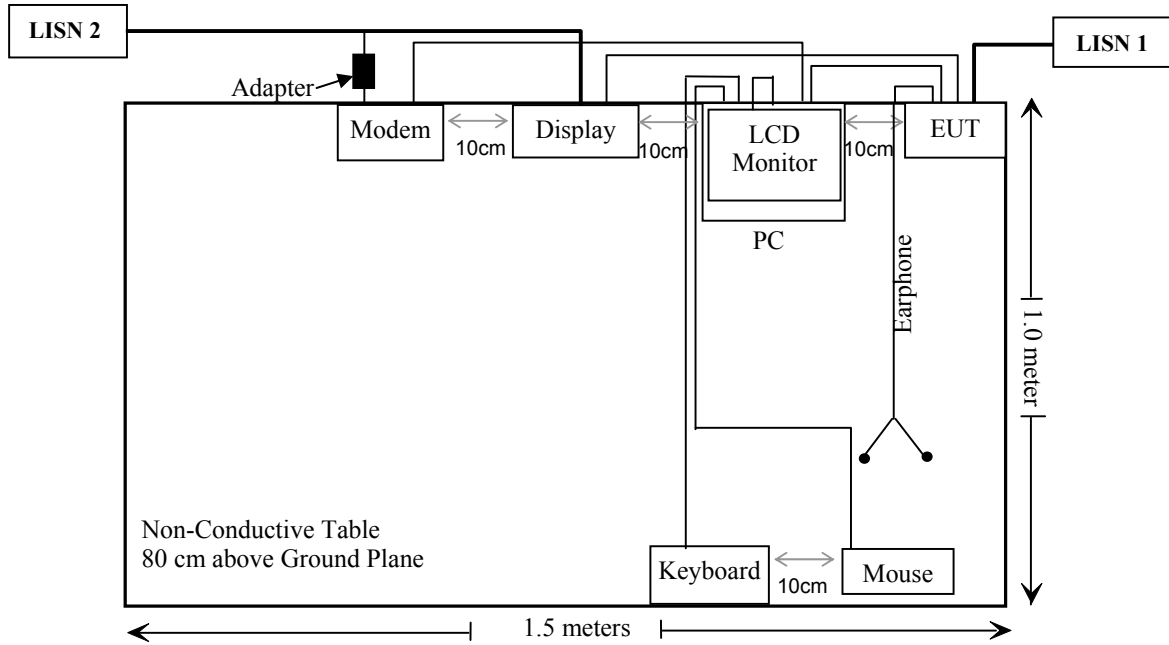 LISN 2
LISN 1
Adapter
Modem
10cm
Display
10cm
LCD
Monitor
10cm
EUT
PC
Earphone
1.0 meter
Non-Conductive Table
80 cm above Ground Plane
Keyboard
10cm
Mouse
1.5 meters